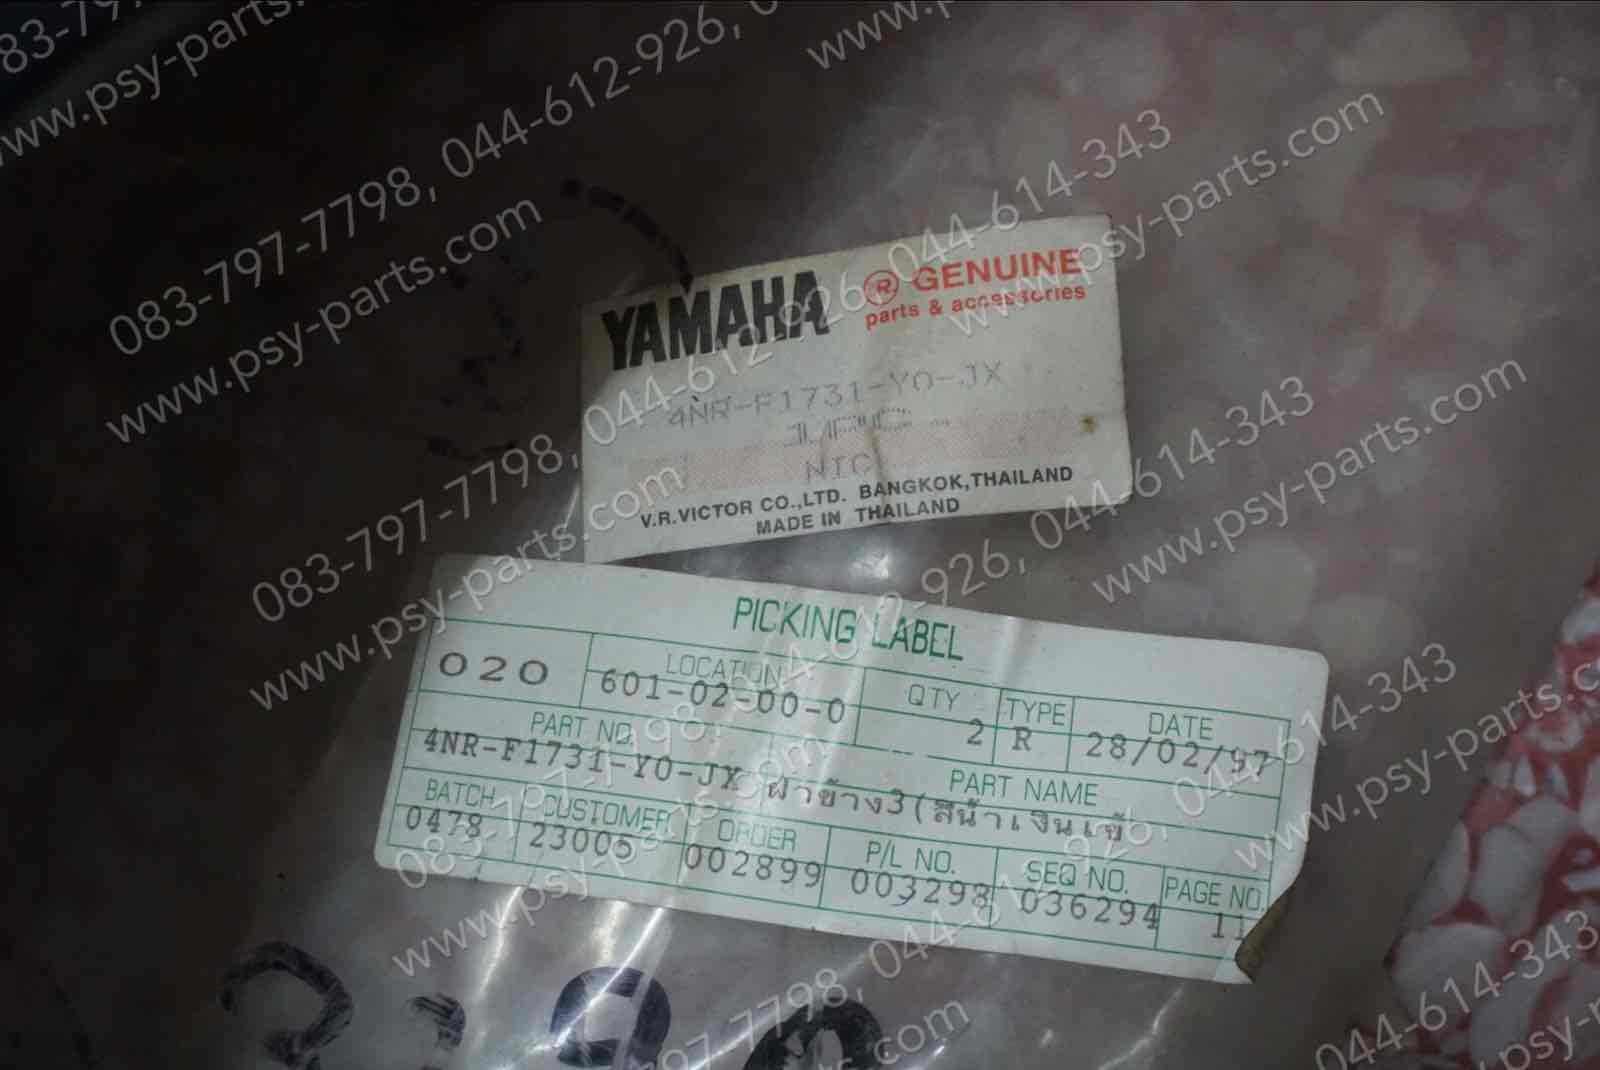 083-797-7798, 044-612-926, 044-614-343
www.psy-parts.com
YAMAHA
R GENUINE
parts & accessories
4NR-F1731-Y0-JX
NIC
V.R.VICTOR CO.,LTD. BANGKOK,THAILAND
MADE IN THAILAND
PICKING LABEL
020
LOCATION
601-02-00-0
QTY
2
TYPE
R
DATE
28/02/97
PART NO.
4NR-F1731-Y0-JX
PART NAME
ฝาข้าง3(สีน้ำเงินเข้
BATCH
0478
CUSTOMER
23005
ORDER
002899
P/L NO.
003298
SEQ NO.
036294
PAGE NO.
11